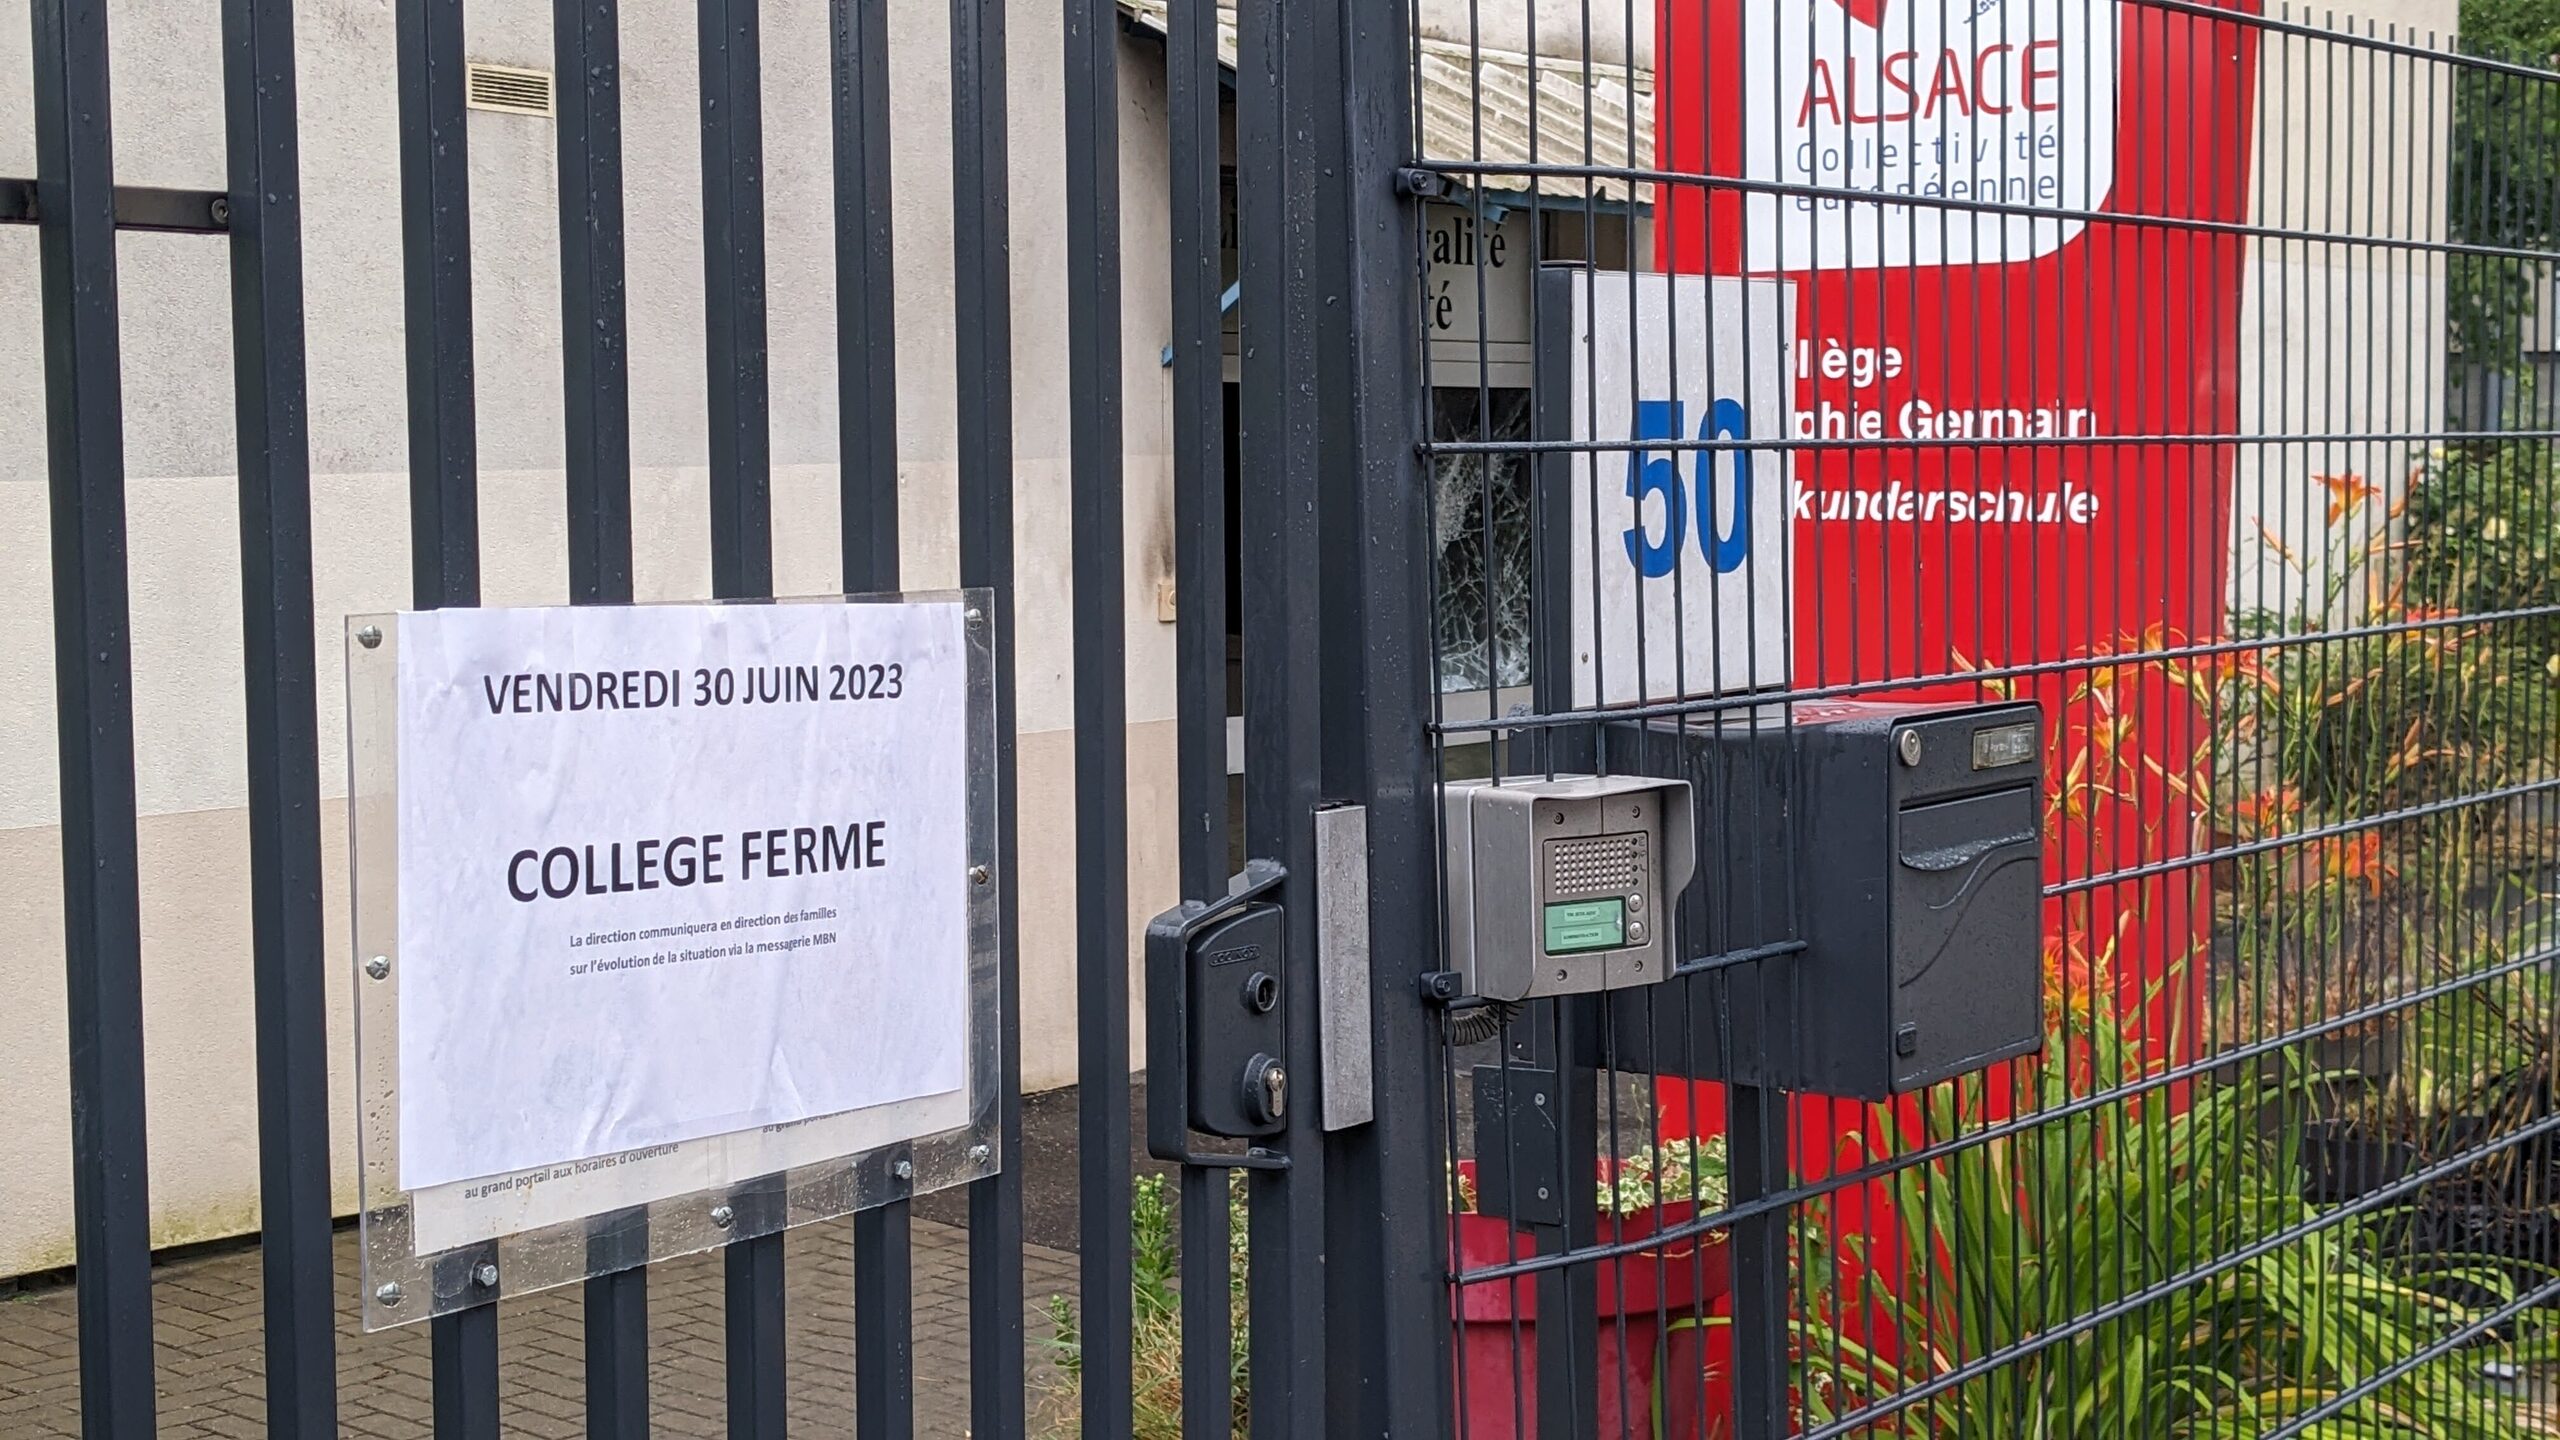 VENDREDI 30 JUIN 2023
COLLEGE FERME
La direction communiquera en direction des familles
sur l'évolution de la situation via la messagerie MBN
au grand portail aux horaires d'ouverture
ALSACE
Collectivité
européenne
galité
té
50
llège
phie Germain
kundarschule